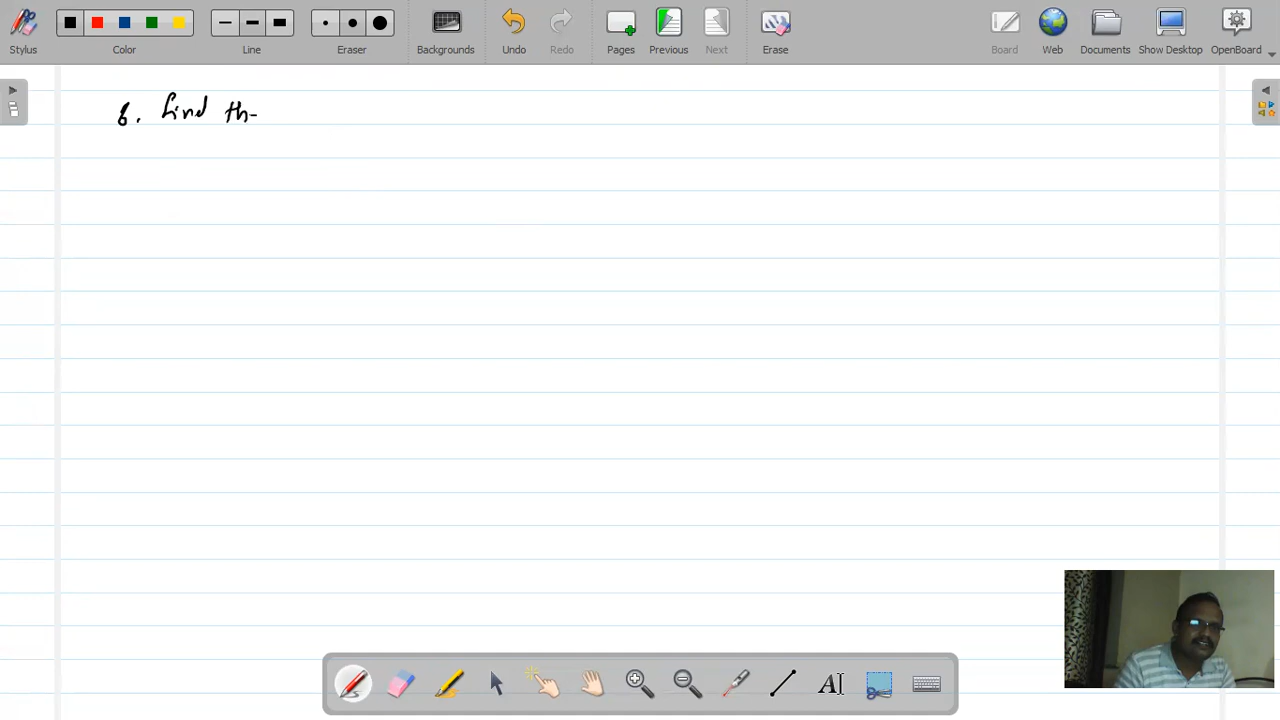 Stylus
Color
Line
Eraser
Backgrounds
Undo
Redo
Pages
Previous
Next
Erase
Board
Web
Documents
Show Desktop
OpenBoard
6. find th
A